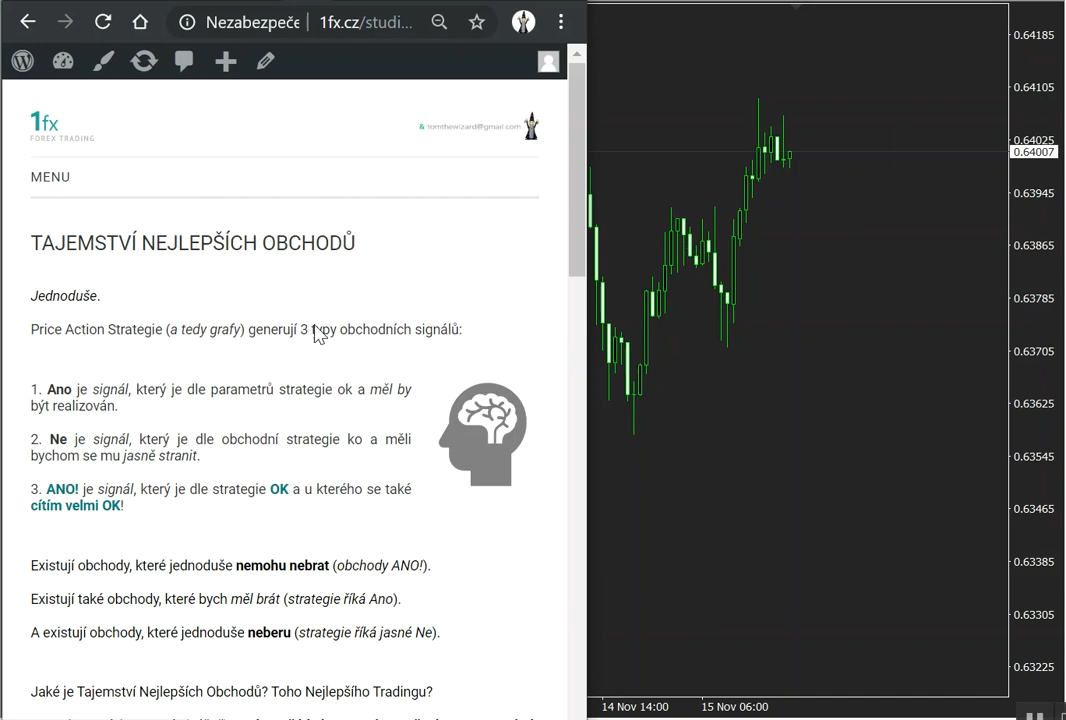 Nezabezpeče
1fx.cz/studi...
1fx
FOREX TRADING
& tomthewizard@gmail.com
MENU
TAJEMSTVÍ NEJLEPŠÍCH OBCHODŮ
Jednoduše.
Price Action Strategie (a tedy grafy) generují 3 typy obchodních signálů:
1. Ano je signál, který je dle parametrů strategie ok a měl by
být realizován.
2. Ne je signál, který je dle obchodní strategie ko a měli
bychom se mu jasně stranit.
3. ANO! je signál, který je dle strategie OK a u kterého se také
cítím velmi OK!
Existují obchody, které jednoduše nemohu nebrat (obchody ANO!).
Existují také obchody, které bych měl brát (strategie říká Ano).
A existují obchody, které jednoduše neberu (strategie říká jasné Ne).
Jaké je Tajemství Nejlepších Obchodů? Toho Nejlepšího Tradingu?
0.64185
0.64105
0.64025
0.64007
0.63945
0.63865
0.63785
0.63705
0.63625
0.63545
0.63465
0.63385
0.63305
0.63225
14 Nov 14:00
15 Nov 06:00